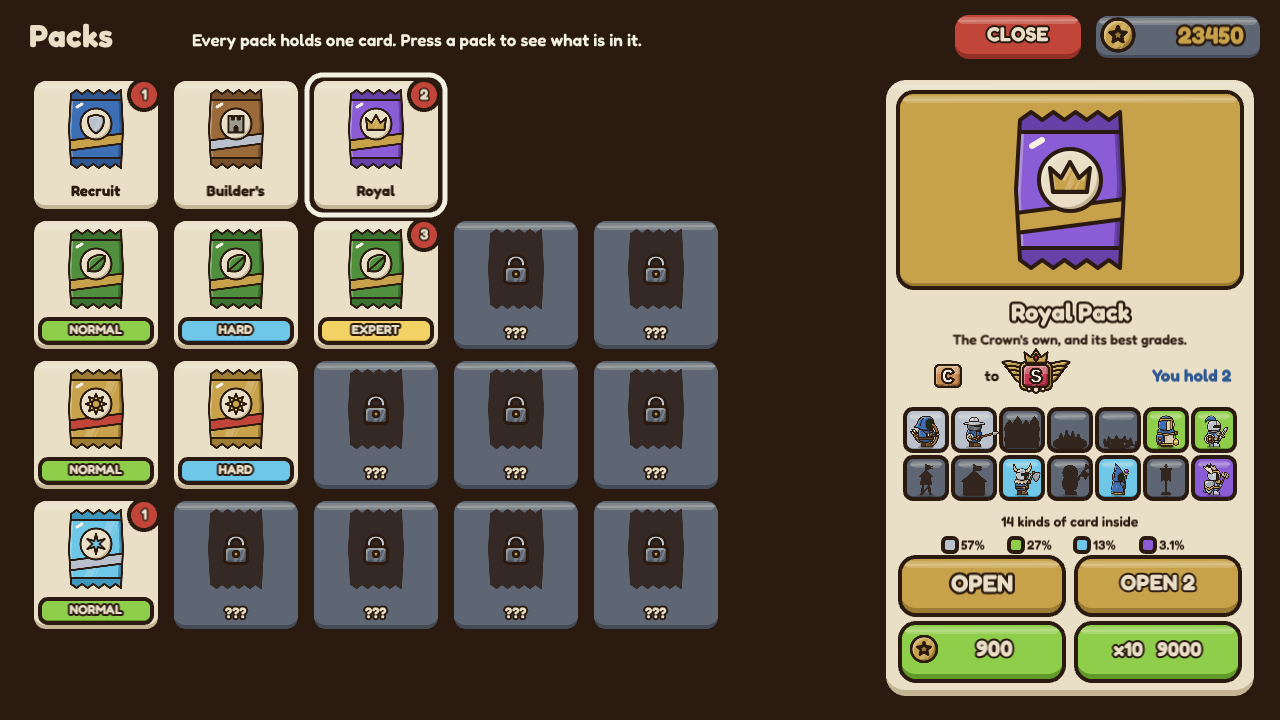 Packs
Every pack holds one card. Press a pack to see what is in it.
CLOSE
23450
1
2
Recruit
Builder's
Royal
3
NORMAL
HARD
EXPERT
???
???
NORMAL
HARD
???
???
???
1
NORMAL
???
???
???
???
Royal Pack
The Crown's own, and its best grades.
C to S
You hold 2
14 kinds of card inside
57% 27% 13% 3.1%
OPEN
OPEN 2
900
x10 9000